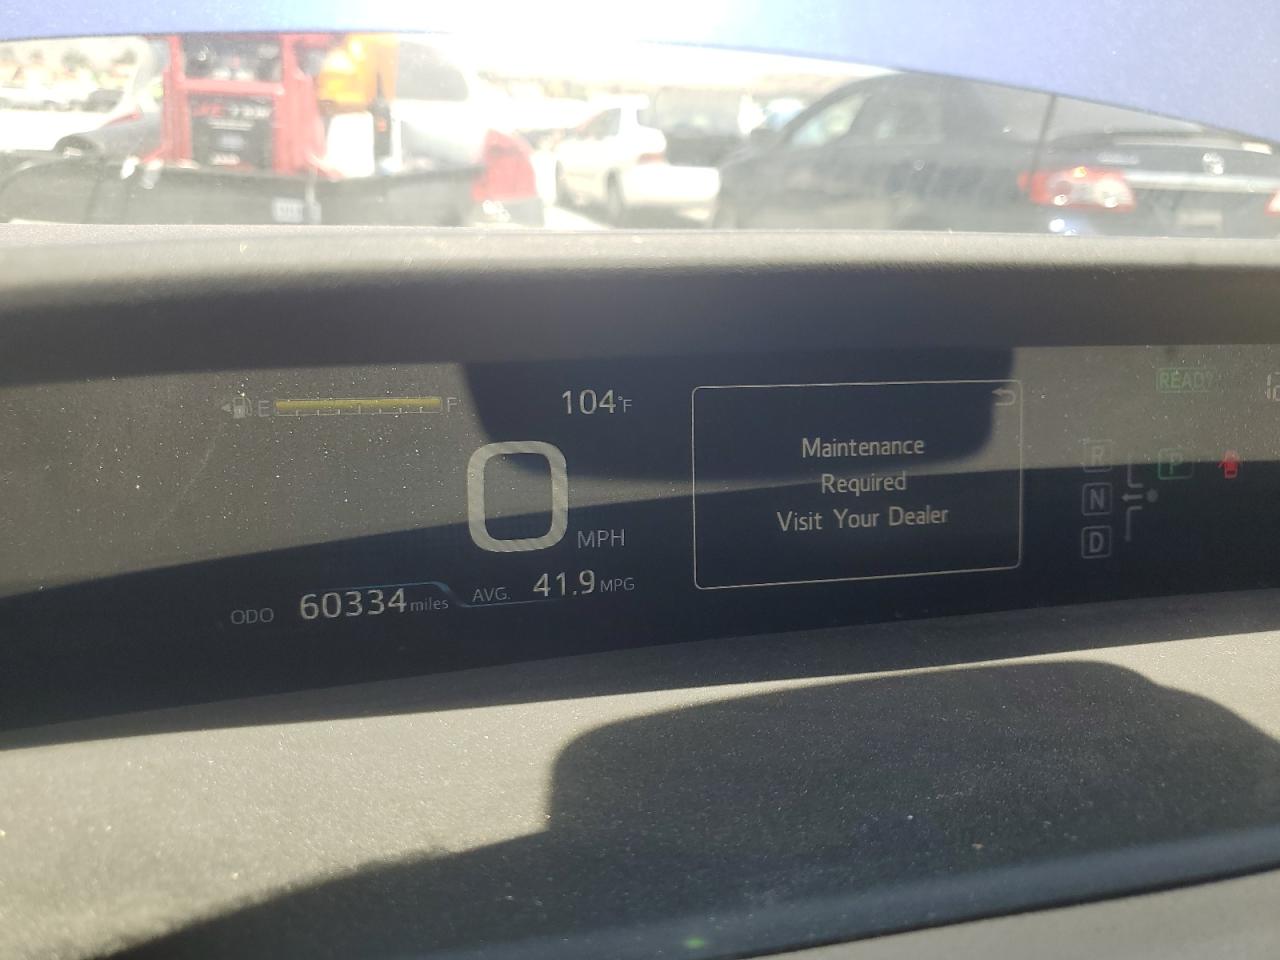 E F
104°F
READY
0 MPH
ODO 60334 miles
AVG. 41.9 MPG
Maintenance
Required
Visit Your Dealer
R
P
N
D